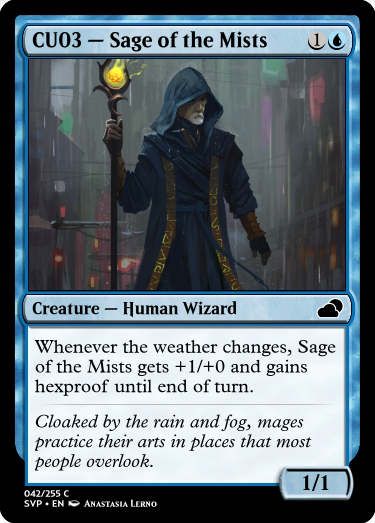 CU03 — Sage of the Mists 1
Creature — Human Wizard
Whenever the weather changes, Sage
of the Mists gets +1/+0 and gains
hexproof until end of turn.
Cloaked by the rain and fog, mages
practice their arts in places that most
people overlook.
1/1
042/255 C
SVP • EN Anastasia Lerno